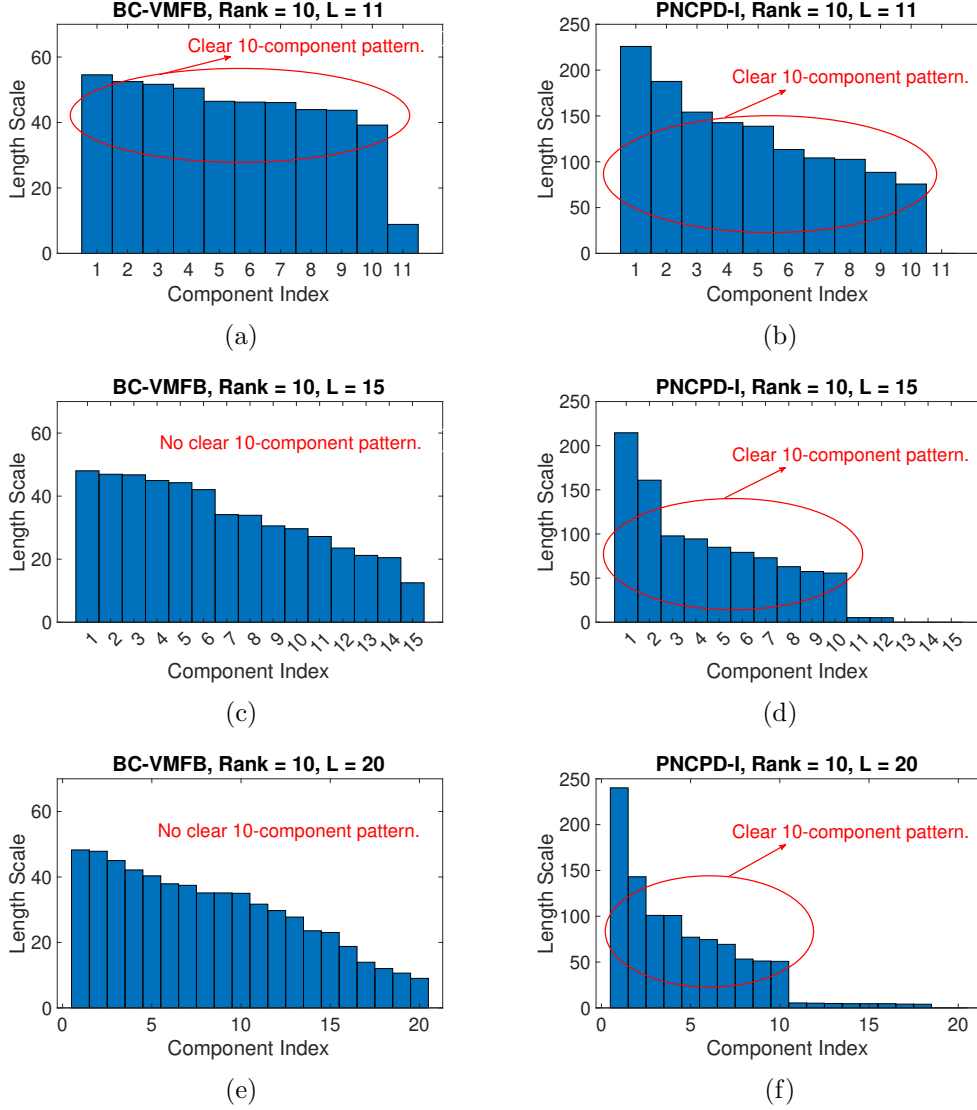 BC-VMFB, Rank = 10, L = 11
Clear 10-component pattern.
60
40
20
0
Length Scale
1 2 3 4 5 6 7 8 9 10 11
Component Index
(a)
PNCPD-I, Rank = 10, L = 11
Clear 10-component pattern.
250
200
150
100
50
0
Length Scale
1 2 3 4 5 6 7 8 9 10 11
Component Index
(b)
BC-VMFB, Rank = 10, L = 15
No clear 10-component pattern.
60
40
20
0
Length Scale
1 2 3 4 5 6 7 8 9 10 11 12 13 14 15
Component Index
(c)
PNCPD-I, Rank = 10, L = 15
Clear 10-component pattern.
250
200
150
100
50
0
Length Scale
1 2 3 4 5 6 7 8 9 10 11 12 13 14 15
Component Index
(d)
BC-VMFB, Rank = 10, L = 20
No clear 10-component pattern.
60
40
20
0
Length Scale
0 5 10 15 20
Component Index
(e)
PNCPD-I, Rank = 10, L = 20
Clear 10-component pattern.
250
200
150
100
50
0
Length Scale
0 5 10 15 20
Component Index
(f)